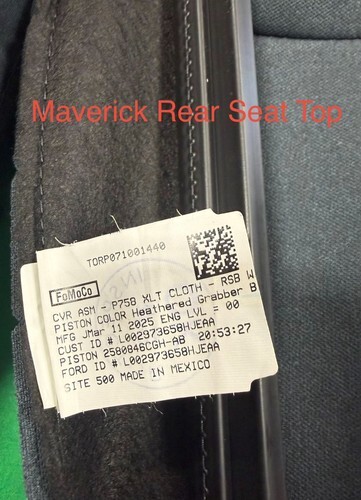 Maverick Rear Seat Top
TORP071001440
FoMoCo
CVR ASM - P758 XLT CLOTH - RSB W
PISTON COLOR Heathered Grabber B
MFG JMar 11 2025 ENG LVL = 00
CUST ID # L002973658HJEAA 20:53:27
PISTON 2580846CGH-AB
FORD ID # L002973658HJEAA
SITE 500 MADE IN MEXICO